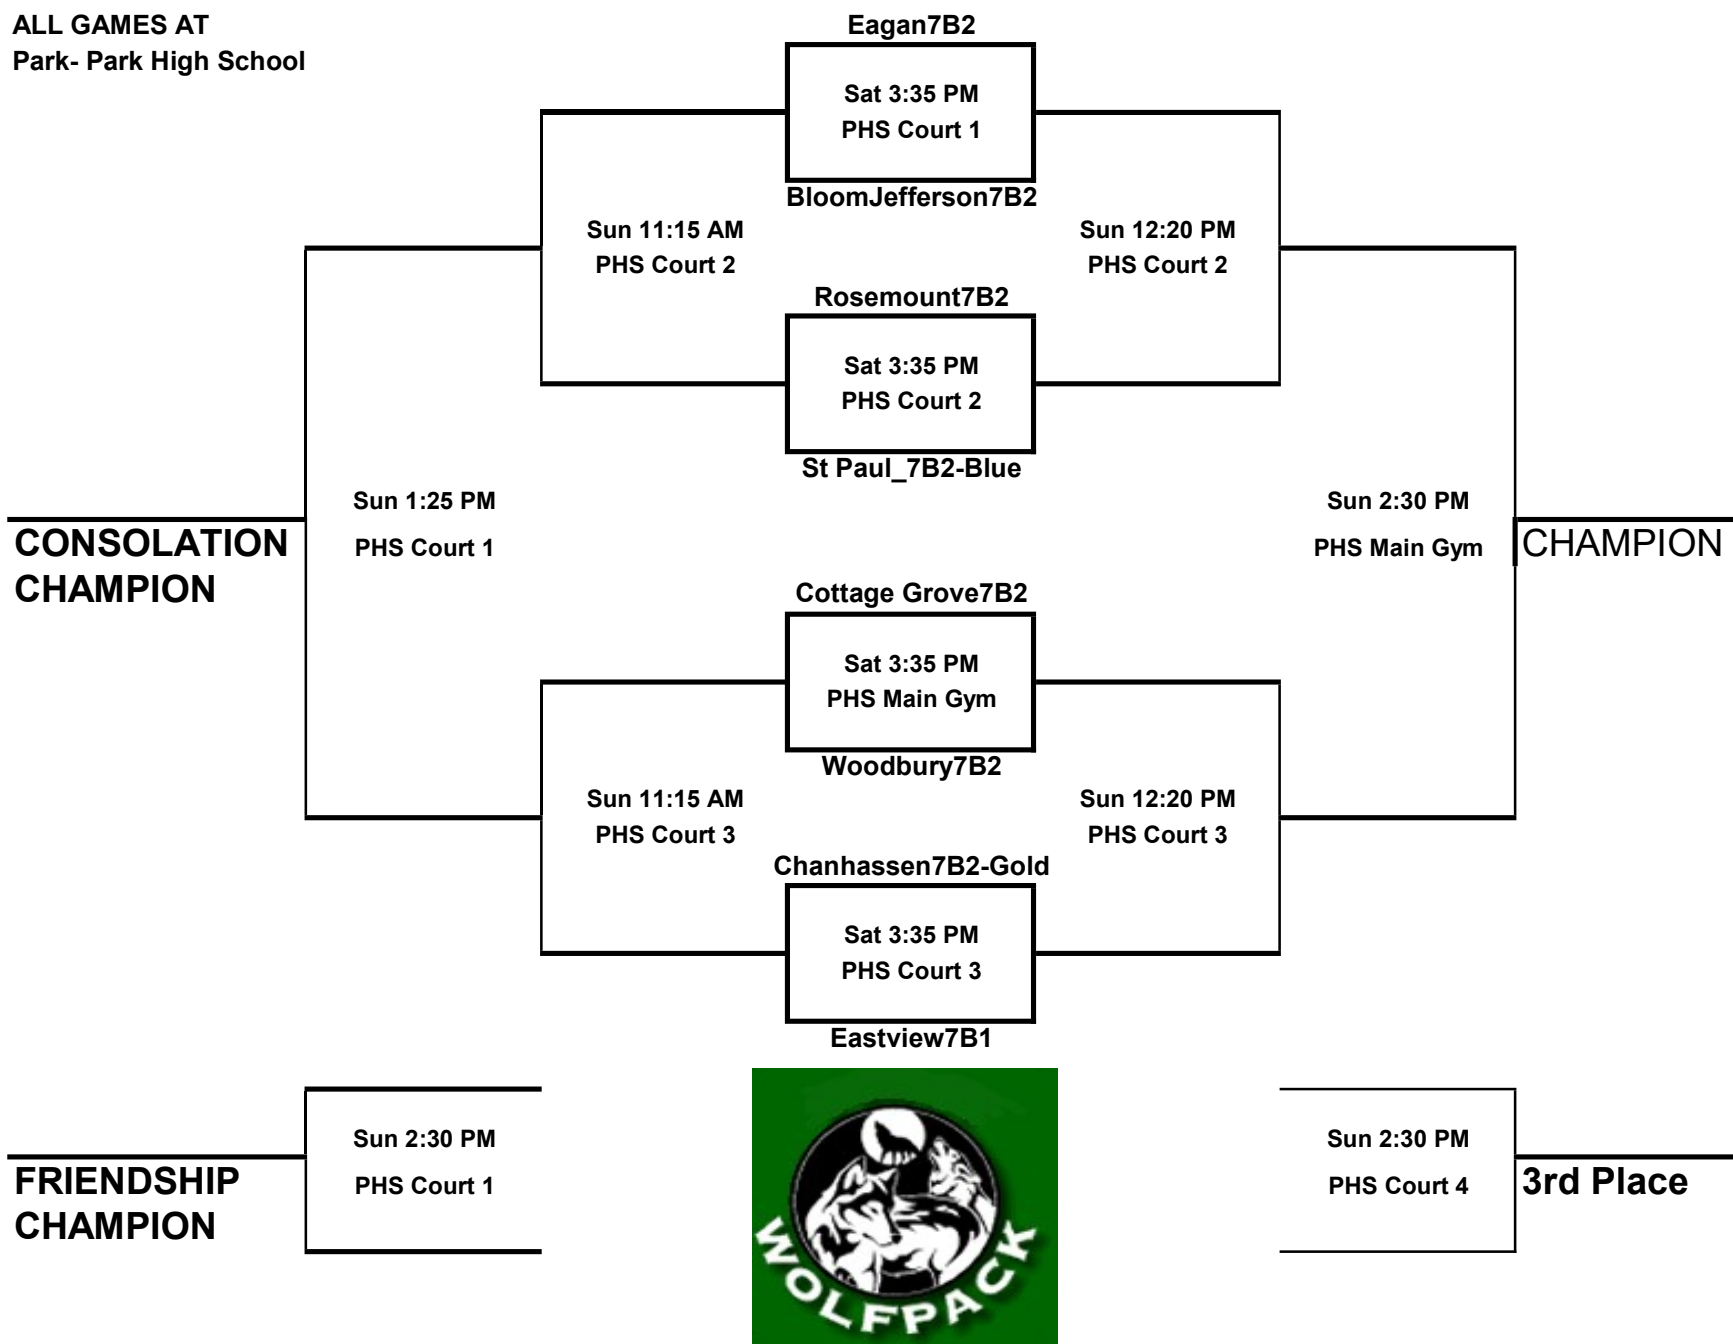 ALL GAMES AT
Park- Park High School
Eagan7B2
Sat 3:35 PM
PHS Court 1
BloomJefferson7B2
Sun 11:15 AM
PHS Court 2
Sun 12:20 PM
PHS Court 2
Rosemount7B2
Sat 3:35 PM
PHS Court 2
St Paul_7B2-Blue
Sun 1:25 PM
PHS Court 1
Sun 2:30 PM
PHS Main Gym
CONSOLATION
CHAMPION
CHAMPION
Cottage Grove7B2
Sat 3:35 PM
PHS Main Gym
Woodbury7B2
Sun 11:15 AM
PHS Court 3
Sun 12:20 PM
PHS Court 3
Chanhassen7B2-Gold
Sat 3:35 PM
PHS Court 3
Eastview7B1
Sun 2:30 PM
PHS Court 1
Sun 2:30 PM
PHS Court 4
FRIENDSHIP
CHAMPION
3rd Place
WOLFPACK